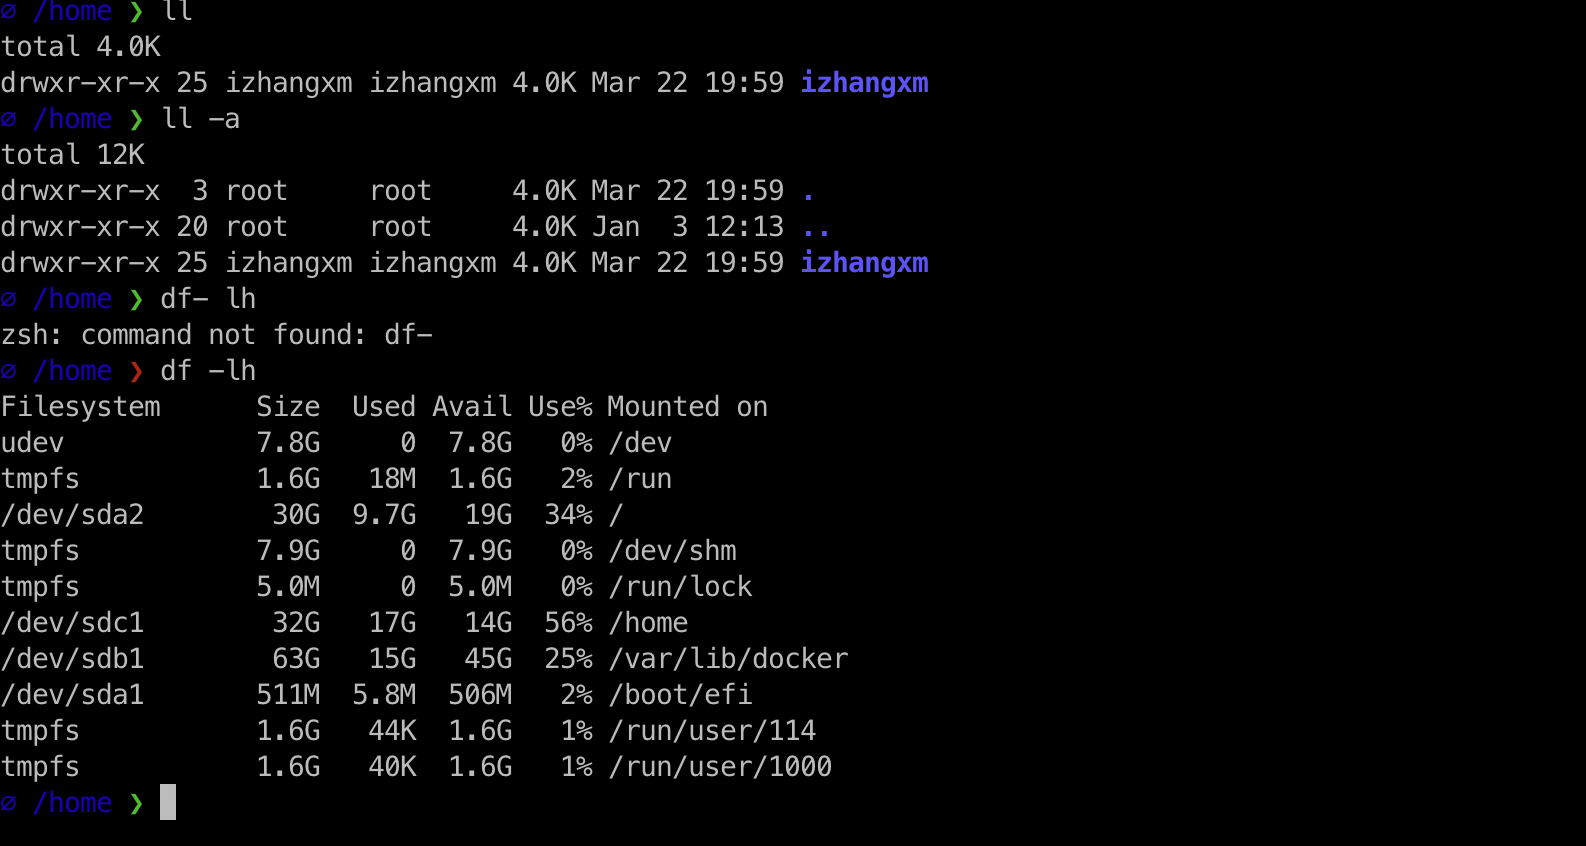 ∅ /home ❯ ll
total 4.0K
drwxr-xr-x 25 izhangxm izhangxm 4.0K Mar 22 19:59 izhangxm
∅ /home ❯ ll -a
total 12K
drwxr-xr-x  3 root     root     4.0K Mar 22 19:59 .
drwxr-xr-x 20 root     root     4.0K Jan  3 12:13 ..
drwxr-xr-x 25 izhangxm izhangxm 4.0K Mar 22 19:59 izhangxm
∅ /home ❯ df- lh
zsh: command not found: df-
∅ /home ❯ df -lh
Filesystem      Size  Used Avail Use% Mounted on
udev            7.8G     0  7.8G   0% /dev
tmpfs           1.6G   18M  1.6G   2% /run
/dev/sda2        30G  9.7G   19G  34% /
tmpfs           7.9G     0  7.9G   0% /dev/shm
tmpfs           5.0M     0  5.0M   0% /run/lock
/dev/sdc1        32G   17G   14G  56% /home
/dev/sdb1        63G   15G   45G  25% /var/lib/docker
/dev/sda1       511M  5.8M  506M   2% /boot/efi
tmpfs           1.6G   44K  1.6G   1% /run/user/114
tmpfs           1.6G   40K  1.6G   1% /run/user/1000
∅ /home ❯